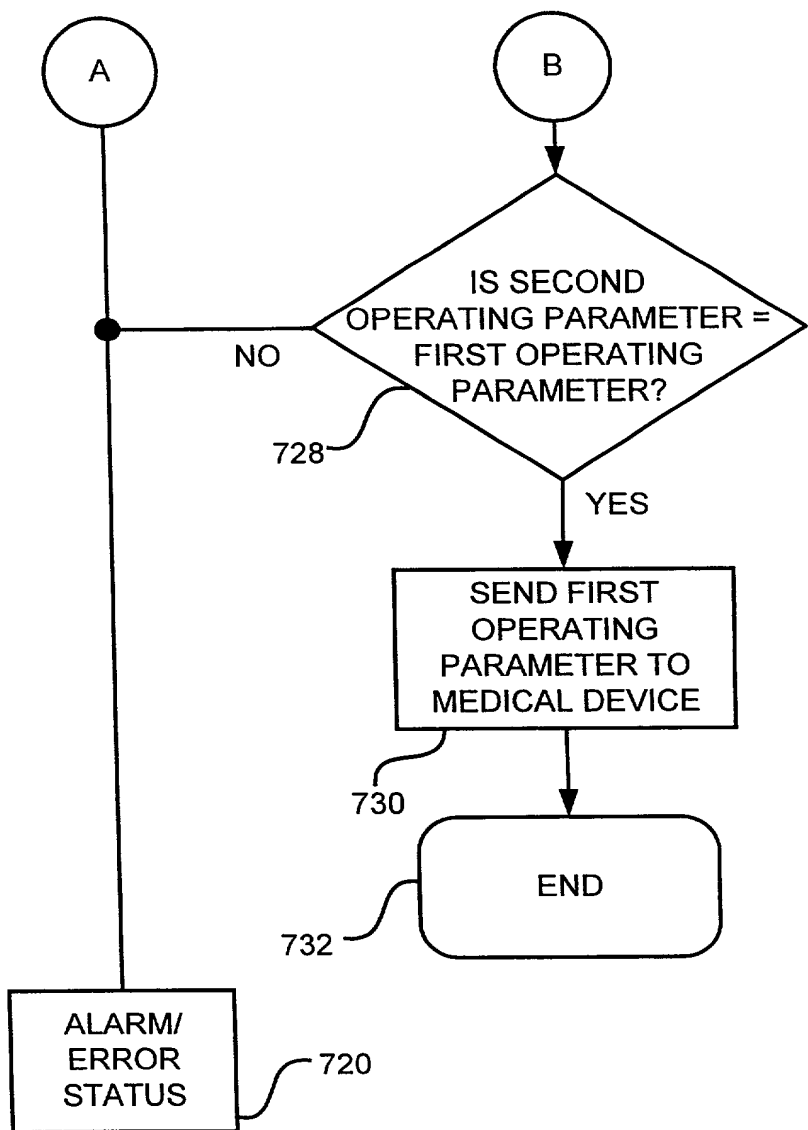 A
B
IS SECOND
OPERATING PARAMETER =
FIRST OPERATING
PARAMETER?
NO
728
YES
SEND FIRST
OPERATING
PARAMETER TO
MEDICAL DEVICE
730
END
732
ALARM/
ERROR
STATUS
720